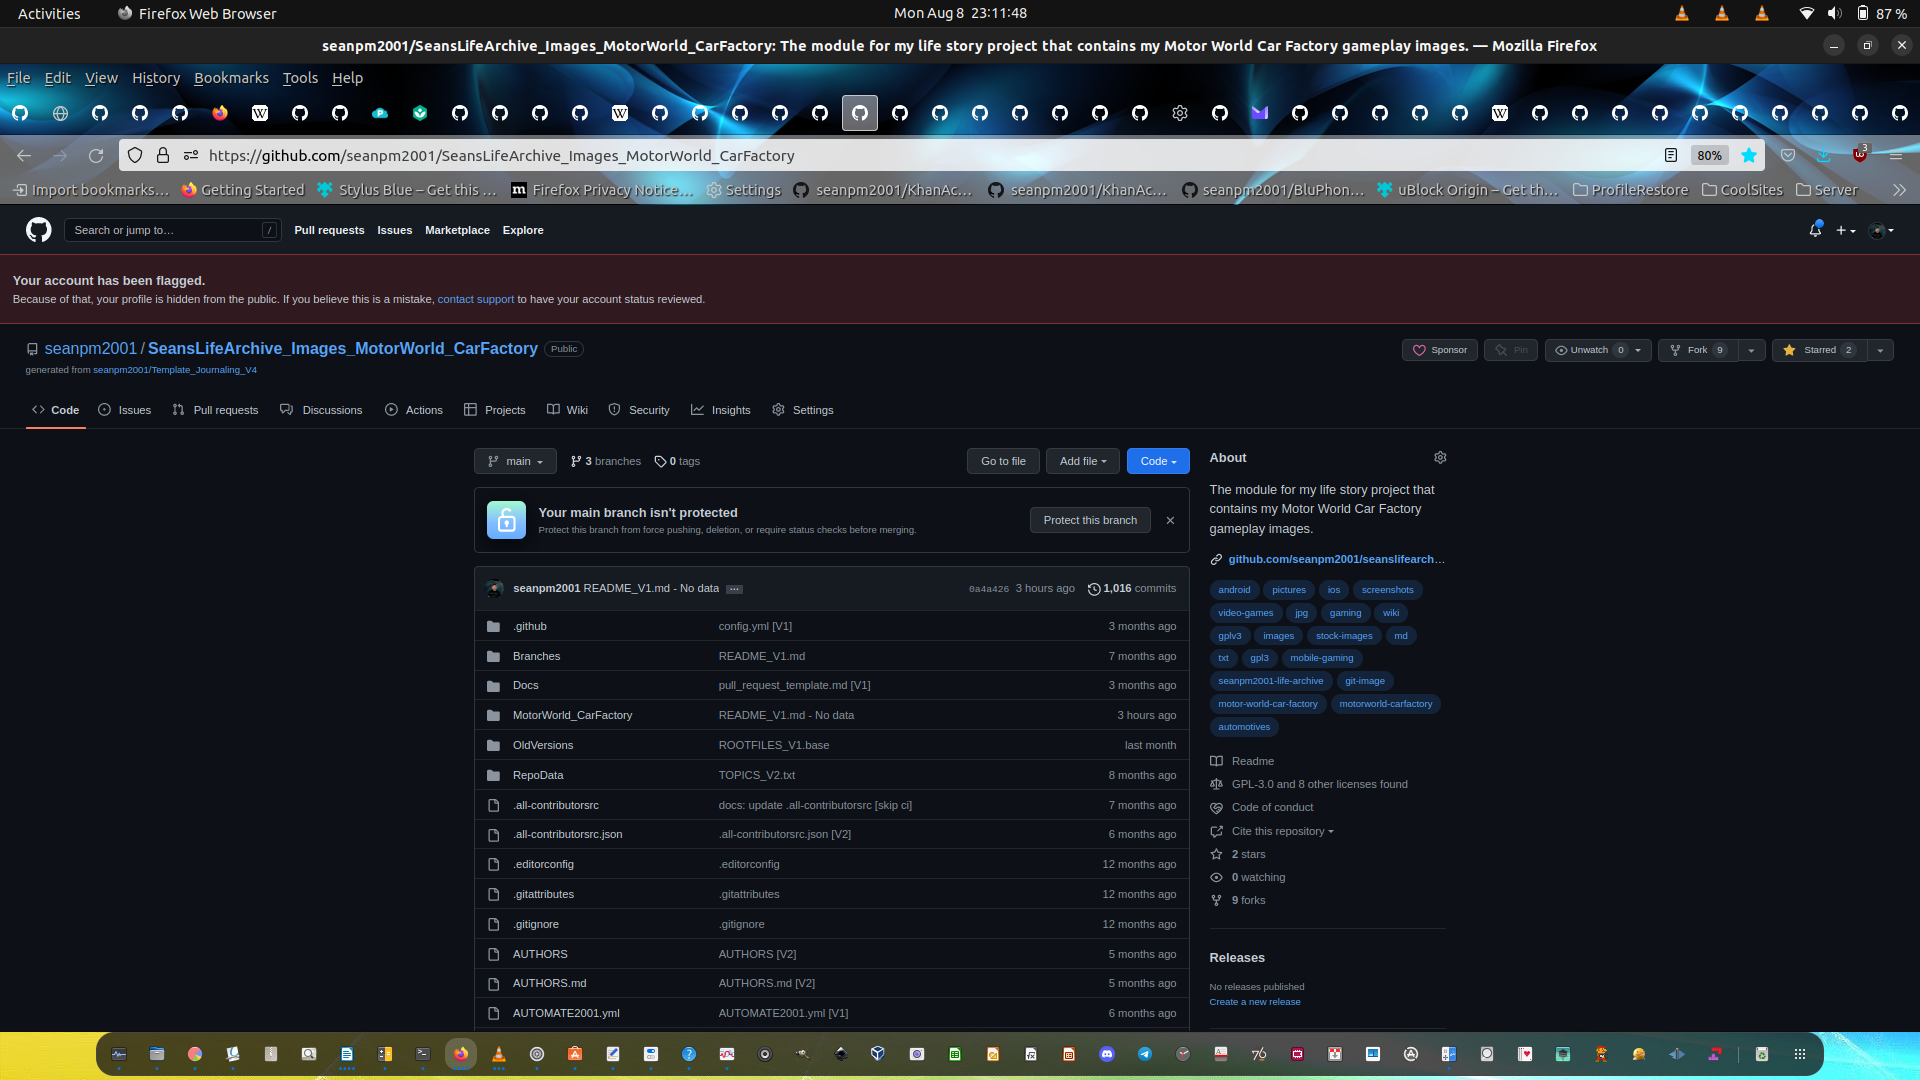 Activities
Firefox Web Browser
Mon Aug 8 23:11:48
87 %
seanpm2001/SeansLifeArchive_Images_MotorWorld_CarFactory: The module for my life story project that contains my Motor World Car Factory gameplay images. — Mozilla Firefox
File Edit View History Bookmarks Tools Help
https://github.com/seanpm2001/SeansLifeArchive_Images_MotorWorld_CarFactory
80%
3
Import bookmarks… Getting Started Stylus Blue – Get this … Firefox Privacy Notice… Settings seanpm2001/KhanAc… seanpm2001/KhanAc… seanpm2001/BluPhon… uBlock Origin – Get th… ProfileRestore CoolSites Server
Search or jump to… /
Pull requests Issues Marketplace Explore
Your account has been flagged.
Because of that, your profile is hidden from the public. If you believe this is a mistake, contact support to have your account status reviewed.
seanpm2001 / SeansLifeArchive_Images_MotorWorld_CarFactory Public
Sponsor Pin Unwatch 0 Fork 9 Starred 2
generated from seanpm2001/Template_Journaling_V4
Code Issues Pull requests Discussions Actions Projects Wiki Security Insights Settings
main 3 branches 0 tags Go to file Add file Code
Your main branch isn't protected
Protect this branch from force pushing, deletion, or require status checks before merging.
Protect this branch
seanpm2001 README_V1.md - No data … 0a4a426 3 hours ago 1,016 commits
.github config.yml [V1] 3 months ago
Branches README_V1.md 7 months ago
Docs pull_request_template.md [V1] 3 months ago
MotorWorld_CarFactory README_V1.md - No data 3 hours ago
OldVersions ROOTFILES_V1.base last month
RepoData TOPICS_V2.txt 8 months ago
.all-contributorsrc docs: update .all-contributorsrc [skip ci] 7 months ago
.all-contributorsrc.json .all-contributorsrc.json [V2] 6 months ago
.editorconfig .editorconfig 12 months ago
.gitattributes .gitattributes 12 months ago
.gitignore .gitignore 12 months ago
AUTHORS AUTHORS [V2] 5 months ago
AUTHORS.md AUTHORS.md [V2] 5 months ago
AUTOMATE2001.yml AUTOMATE2001.yml [V1] 6 months ago
About
The module for my life story project that
contains my Motor World Car Factory
gameplay images.
github.com/seanpm2001/seanslifearch…
android pictures ios screenshots
video-games jpg gaming wiki
gplv3 images stock-images md
txt gpl3 mobile-gaming
seanpm2001-life-archive git-image
motor-world-car-factory motorworld-carfactory
automotives
Readme
GPL-3.0 and 8 other licenses found
Code of conduct
Cite this repository
2 stars
0 watching
9 forks
Releases
No releases published
Create a new release